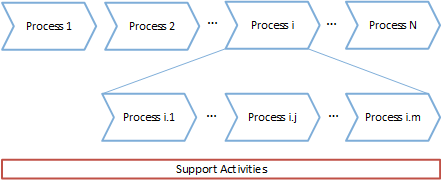 Process 1 Process 2 ... Process i ... Process N
Process i.1 ... Process i.j ... Process i.m
Support Activities